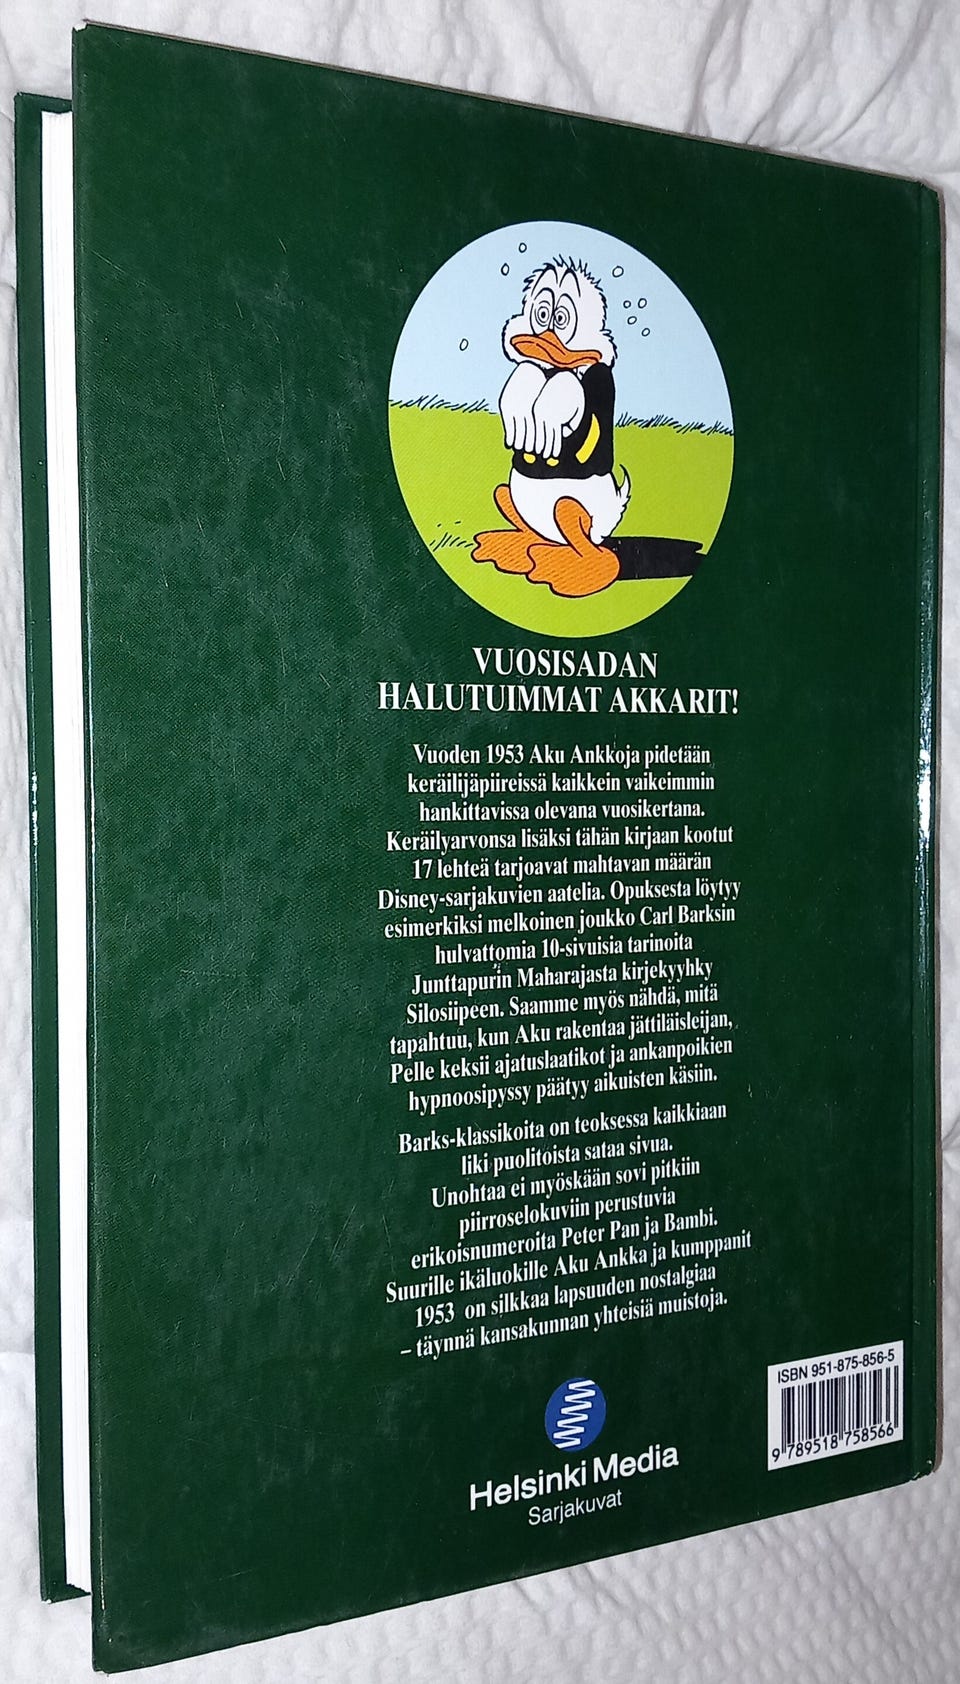 VUOSISADAN
HALUTUIMMAT AKKARIT!
Vuoden 1953 Aku Ankkoja pidetään
keräilijäpiireissä kaikkein vaikeimmin
hankittavissa olevana vuosikertana.
Keräilyarvonsa lisäksi tähän kirjaan kootut
17 lehteä tarjoavat mahtavan määrän
Disney-sarjakuvien aatelia. Opuksesta löytyy
esimerkiksi melkoinen joukko Carl Barksin
hulvattomia 10-sivuisia tarinoita
Junttapurin Maharajasta kirjekyyhky
Silosiipeen. Saamme myös nähdä, mitä
tapahtuu, kun Aku rakentaa jättiläisleijan,
Pelle keksii ajatuslaatikot ja ankanpoikien
hypnoosipyssy päätyy aikuisten käsiin.
Barks-klassikoita on teoksessa kaikkiaan
liki puolitoista sataa sivua.
Unohtaa ei myöskään sovi pitkiin
piirroselokuviin perustuvia
erikoisnumeroita Peter Pan ja Bambi.
Suurille ikäluokille Aku Ankka ja kumppanit
1953 on silkkaa lapsuuden nostalgiaa
– täynnä kansakunnan yhteisiä muistoja.
ISBN 951-875-856-5
9 789518 758566
Helsinki Media
Sarjakuvat